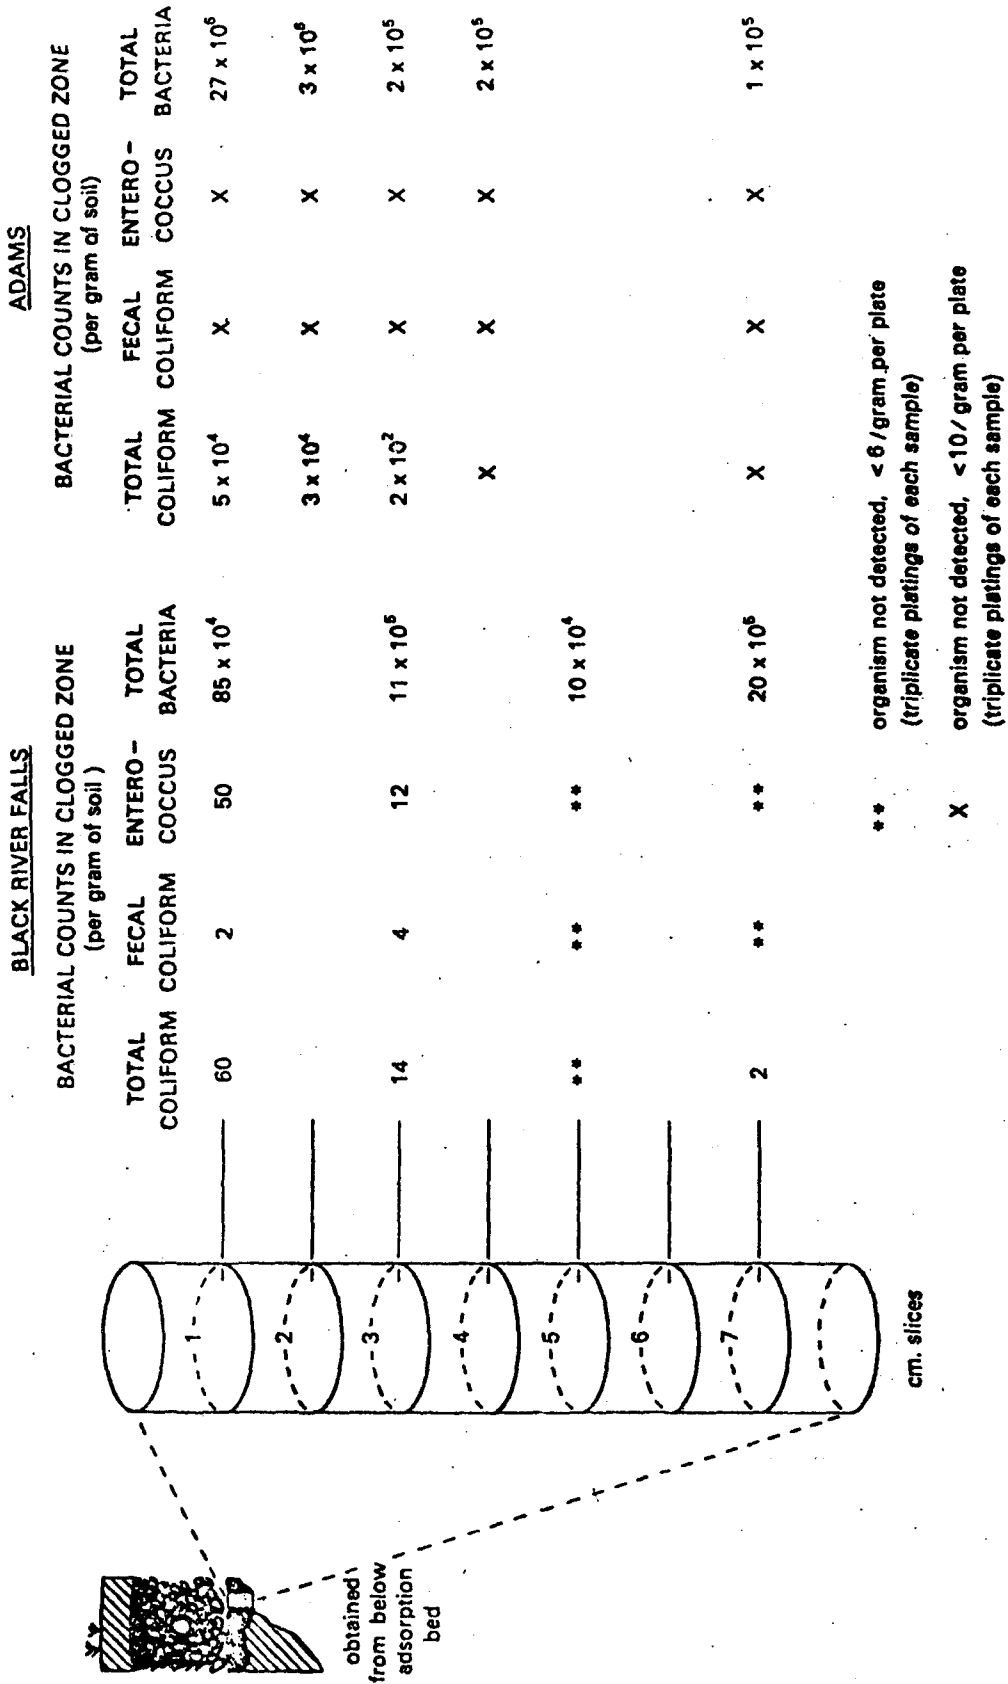 BLACK RIVER FALLS
BACTERIAL COUNTS IN CLOGGED ZONE
(per gram of soil )
TOTAL FECAL ENTERO– TOTAL
COLIFORM COLIFORM COCCUS BACTERIA
ADAMS
BACTERIAL COUNTS IN CLOGGED ZONE
(per gram of soil)
TOTAL FECAL ENTERO– TOTAL
COLIFORM COLIFORM COCCUS BACTERIA
1 60 2 50 85 x 10⁴ 5 x 10⁴ X X 27 x 10⁶
2 3 x 10⁴ X X 3 x 10⁶
3 14 4 12 11 x 10⁵ 2 x 10² X X 2 x 10⁵
4 X X X 2 x 10⁵
5 ** ** ** 10 x 10⁴
6
7 2 ** ** 20 x 10⁵ X X X 1 x 10⁵
cm. slices
obtained
from below
adsorption
bed
** organism not detected, < 6 /gram per plate
(triplicate platings of each sample)
X organism not detected, <10/ gram per plate
(triplicate platings of each sample)